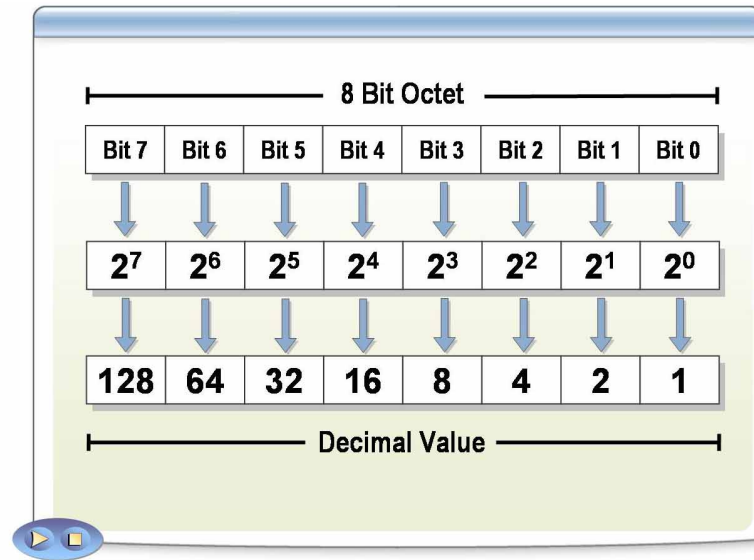 8 Bit Octet
Bit 7 Bit 6 Bit 5 Bit 4 Bit 3 Bit 2 Bit 1 Bit 0
2⁷ 2⁶ 2⁵ 2⁴ 2³ 2² 2¹ 2⁰
128 64 32 16 8 4 2 1
Decimal Value